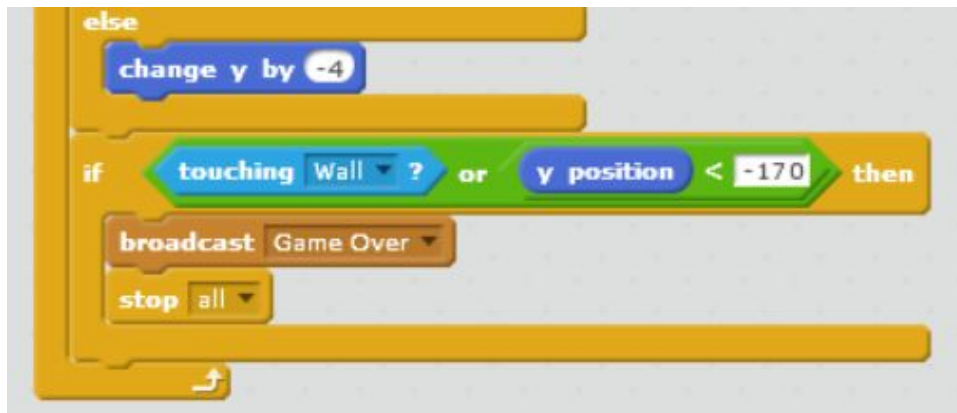 else
change y by -4
if touching Wall ? or y position < -170 then
broadcast Game Over
stop all